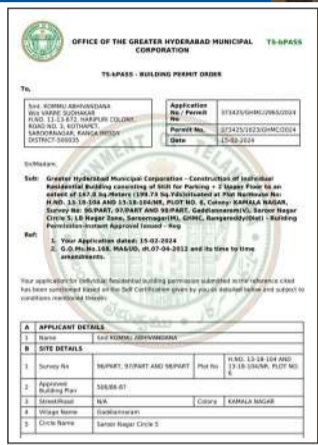 OFFICE OF THE GREATER HYDERABAD MUNICIPAL CORPORATION
TS-bPASS
TS-bPASS - BUILDING PERMIT ORDER
To,
Smt. KOMMU ABHIVANDANA
W/o VARRE SUDHAKAR
H.NO. 11-13-672, HARIPURI COLONY,
ROAD NO. 3, KOTHAPET,
SAROORNAGAR, RANGA REDDY
DISTRICT-500035
Application No / Permit No
Permit No.
Date 15-02-2024
Sir/Madam,
Sub: Greater Hyderabad Municipal Corporation - Construction of Individual
Residential Building consisting of Stilt for Parking + 2 Upper Floor to an
extent of 167.0 Sq.Meters (199.73 Sq.Yds)situated at Plot No/House No:
H.NO. 13-18-104 AND 13-18-104/NR, PLOT NO. 6, Colony: KAMALA NAGAR,
Survey No: 96/PART, 97/PART AND 98/PART, Gaddiannaram(V), Saroor Nagar
Circle 5, LB Nagar Zone, Saroornagar(M), GHMC, Rangareddy(Dist) - Building
Permission-Instant Approval Issued - Reg
Ref:
1. Your Application dated: 15-02-2024
2. G.O.Ms.No.168, MA&UD, dt.07-04-2012 and its time to time
amendments.
Your application for individual Residential building permission submitted in the reference cited
has been sanctioned based on the Self Certification given by you as detailed below and subject to
conditions mentioned therein:
A APPLICANT DETAILS
1 Name Smt KOMMU ABHIVANDANA
B SITE DETAILS
1 Survey No 96/PART, 97/PART AND 98/PART Plot No H.NO. 13-18-104 AND 13-18-104/NR, PLOT NO. 6
2 Approved Building Plan
3 Street/Road N/A Colony KAMALA NAGAR
4 Village Name Gaddiannaram
5 Circle Name Saroor Nagar Circle 5